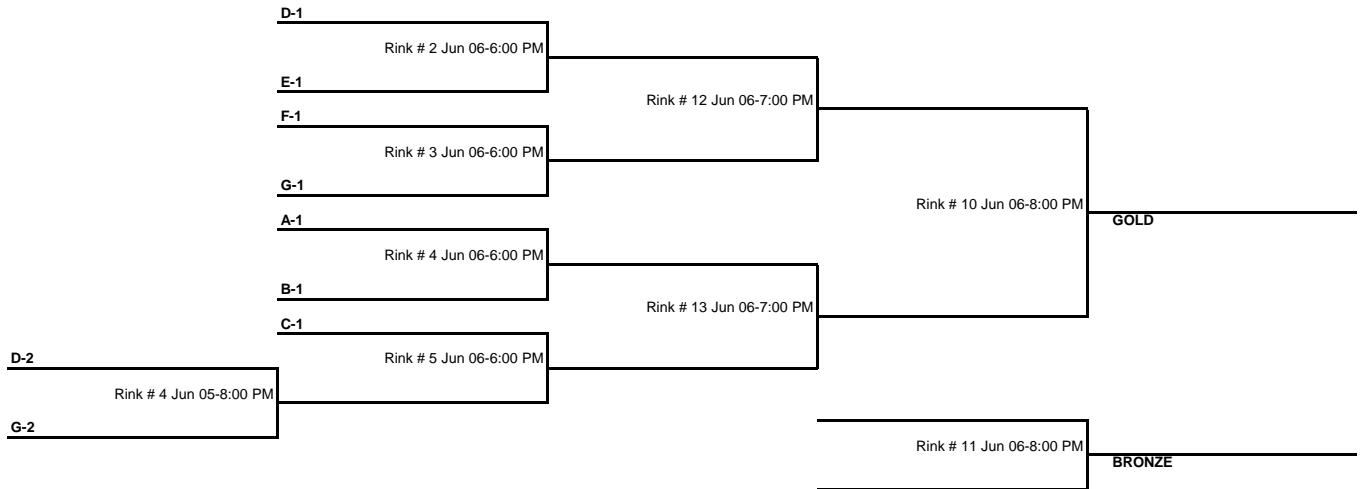 D-1
Rink # 2 Jun 06-6:00 PM
E-1
Rink # 12 Jun 06-7:00 PM
F-1
Rink # 3 Jun 06-6:00 PM
G-1
Rink # 10 Jun 06-8:00 PM
GOLD
A-1
Rink # 4 Jun 06-6:00 PM
B-1
Rink # 13 Jun 06-7:00 PM
C-1
D-2
Rink # 5 Jun 06-6:00 PM
Rink # 4 Jun 05-8:00 PM
G-2
Rink # 11 Jun 06-8:00 PM
BRONZE